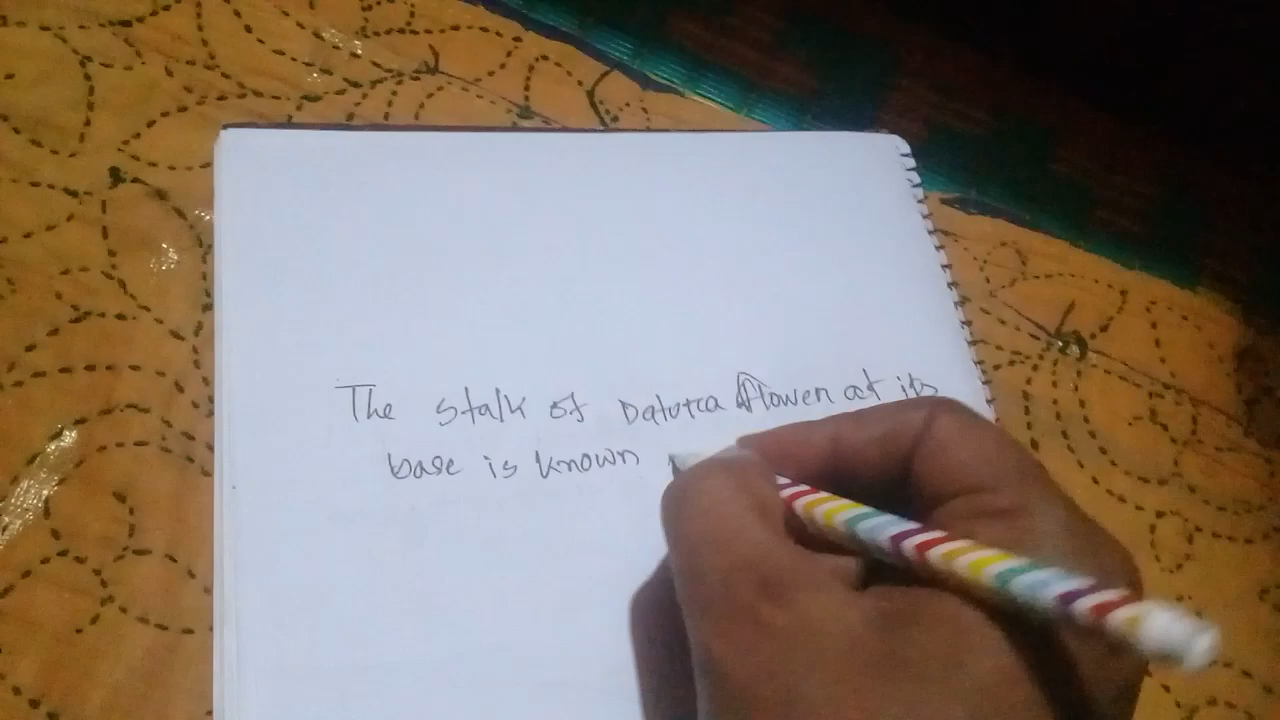 The stalk of Datura flower at its
base is known